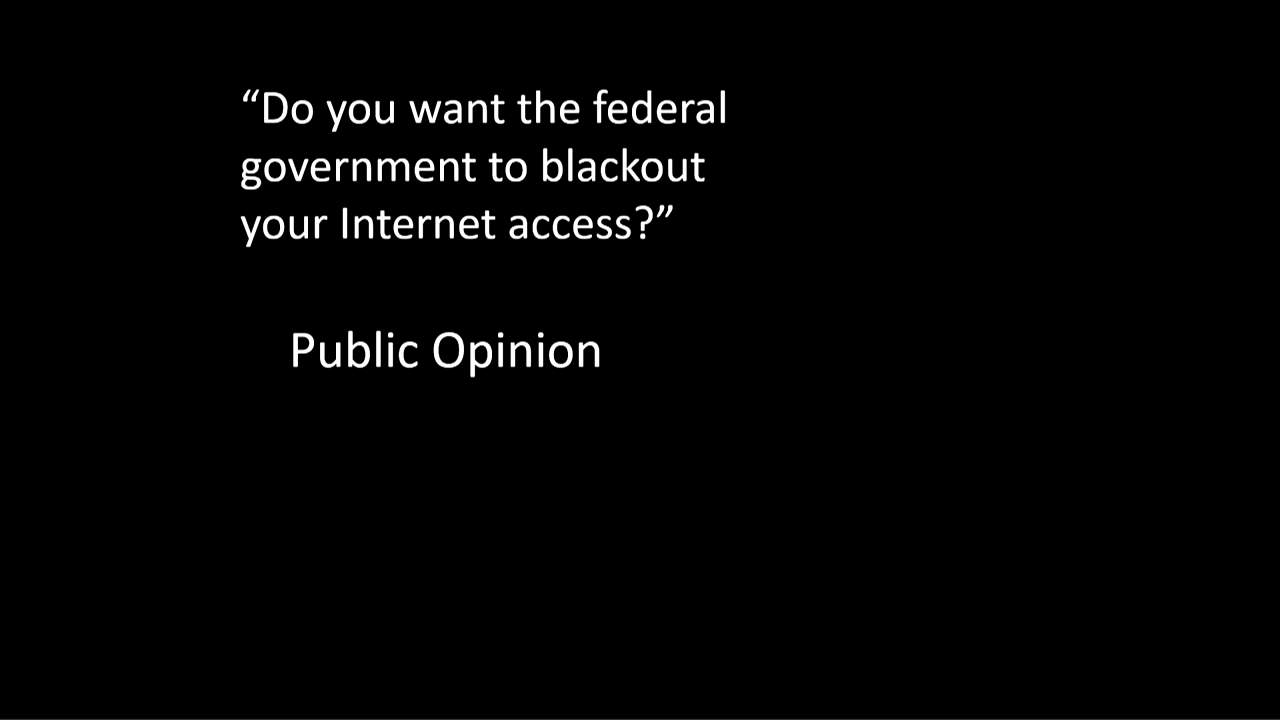 “Do you want the federal
government to blackout
your Internet access?”
Public Opinion